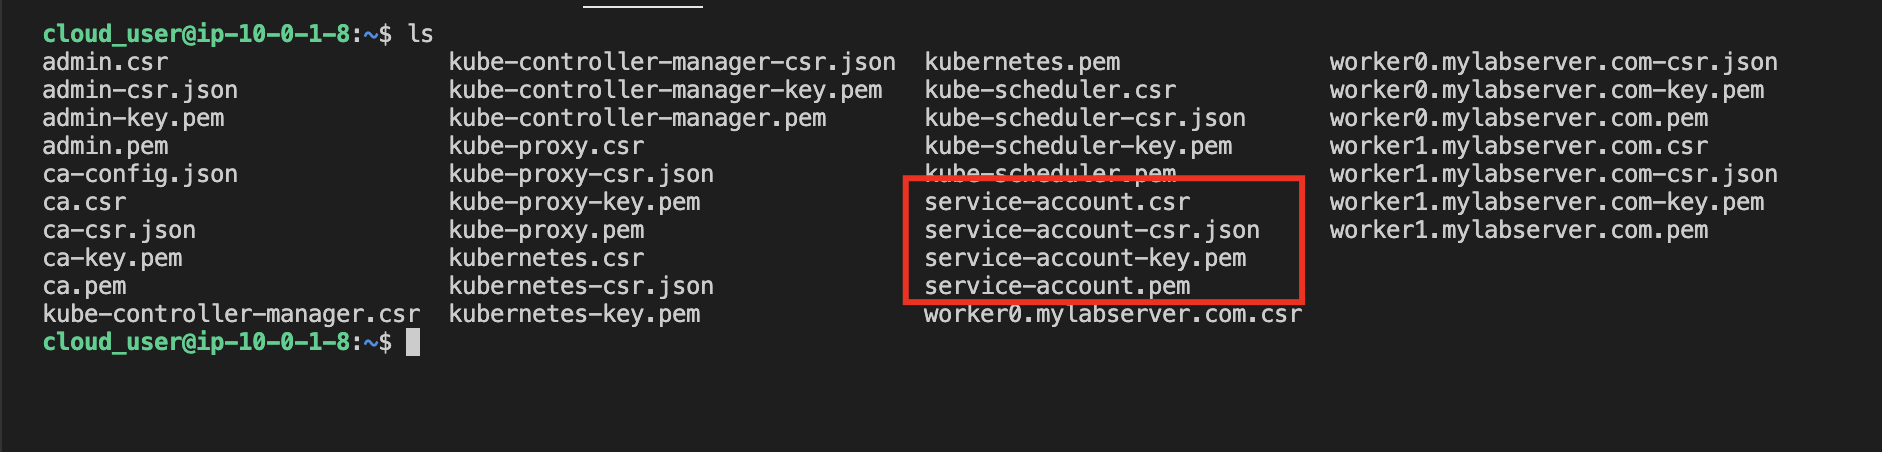 cloud_user@ip-10-0-1-8:~$ ls
admin.csr kube-controller-manager-csr.json kubernetes.pem worker0.mylabserver.com-csr.json
admin-csr.json kube-controller-manager-key.pem kube-scheduler.csr worker0.mylabserver.com-key.pem
admin-key.pem kube-controller-manager.pem kube-scheduler-csr.json worker0.mylabserver.com.pem
admin.pem kube-proxy.csr kube-scheduler-key.pem worker1.mylabserver.com.csr
ca-config.json kube-proxy-csr.json kube-scheduler.pem worker1.mylabserver.com-csr.json
ca.csr kube-proxy-key.pem service-account.csr worker1.mylabserver.com-key.pem
ca-csr.json kube-proxy.pem service-account-csr.json worker1.mylabserver.com.pem
ca-key.pem kubernetes.csr service-account-key.pem
ca.pem kubernetes-csr.json service-account.pem
kube-controller-manager.csr kubernetes-key.pem worker0.mylabserver.com.csr
cloud_user@ip-10-0-1-8:~$